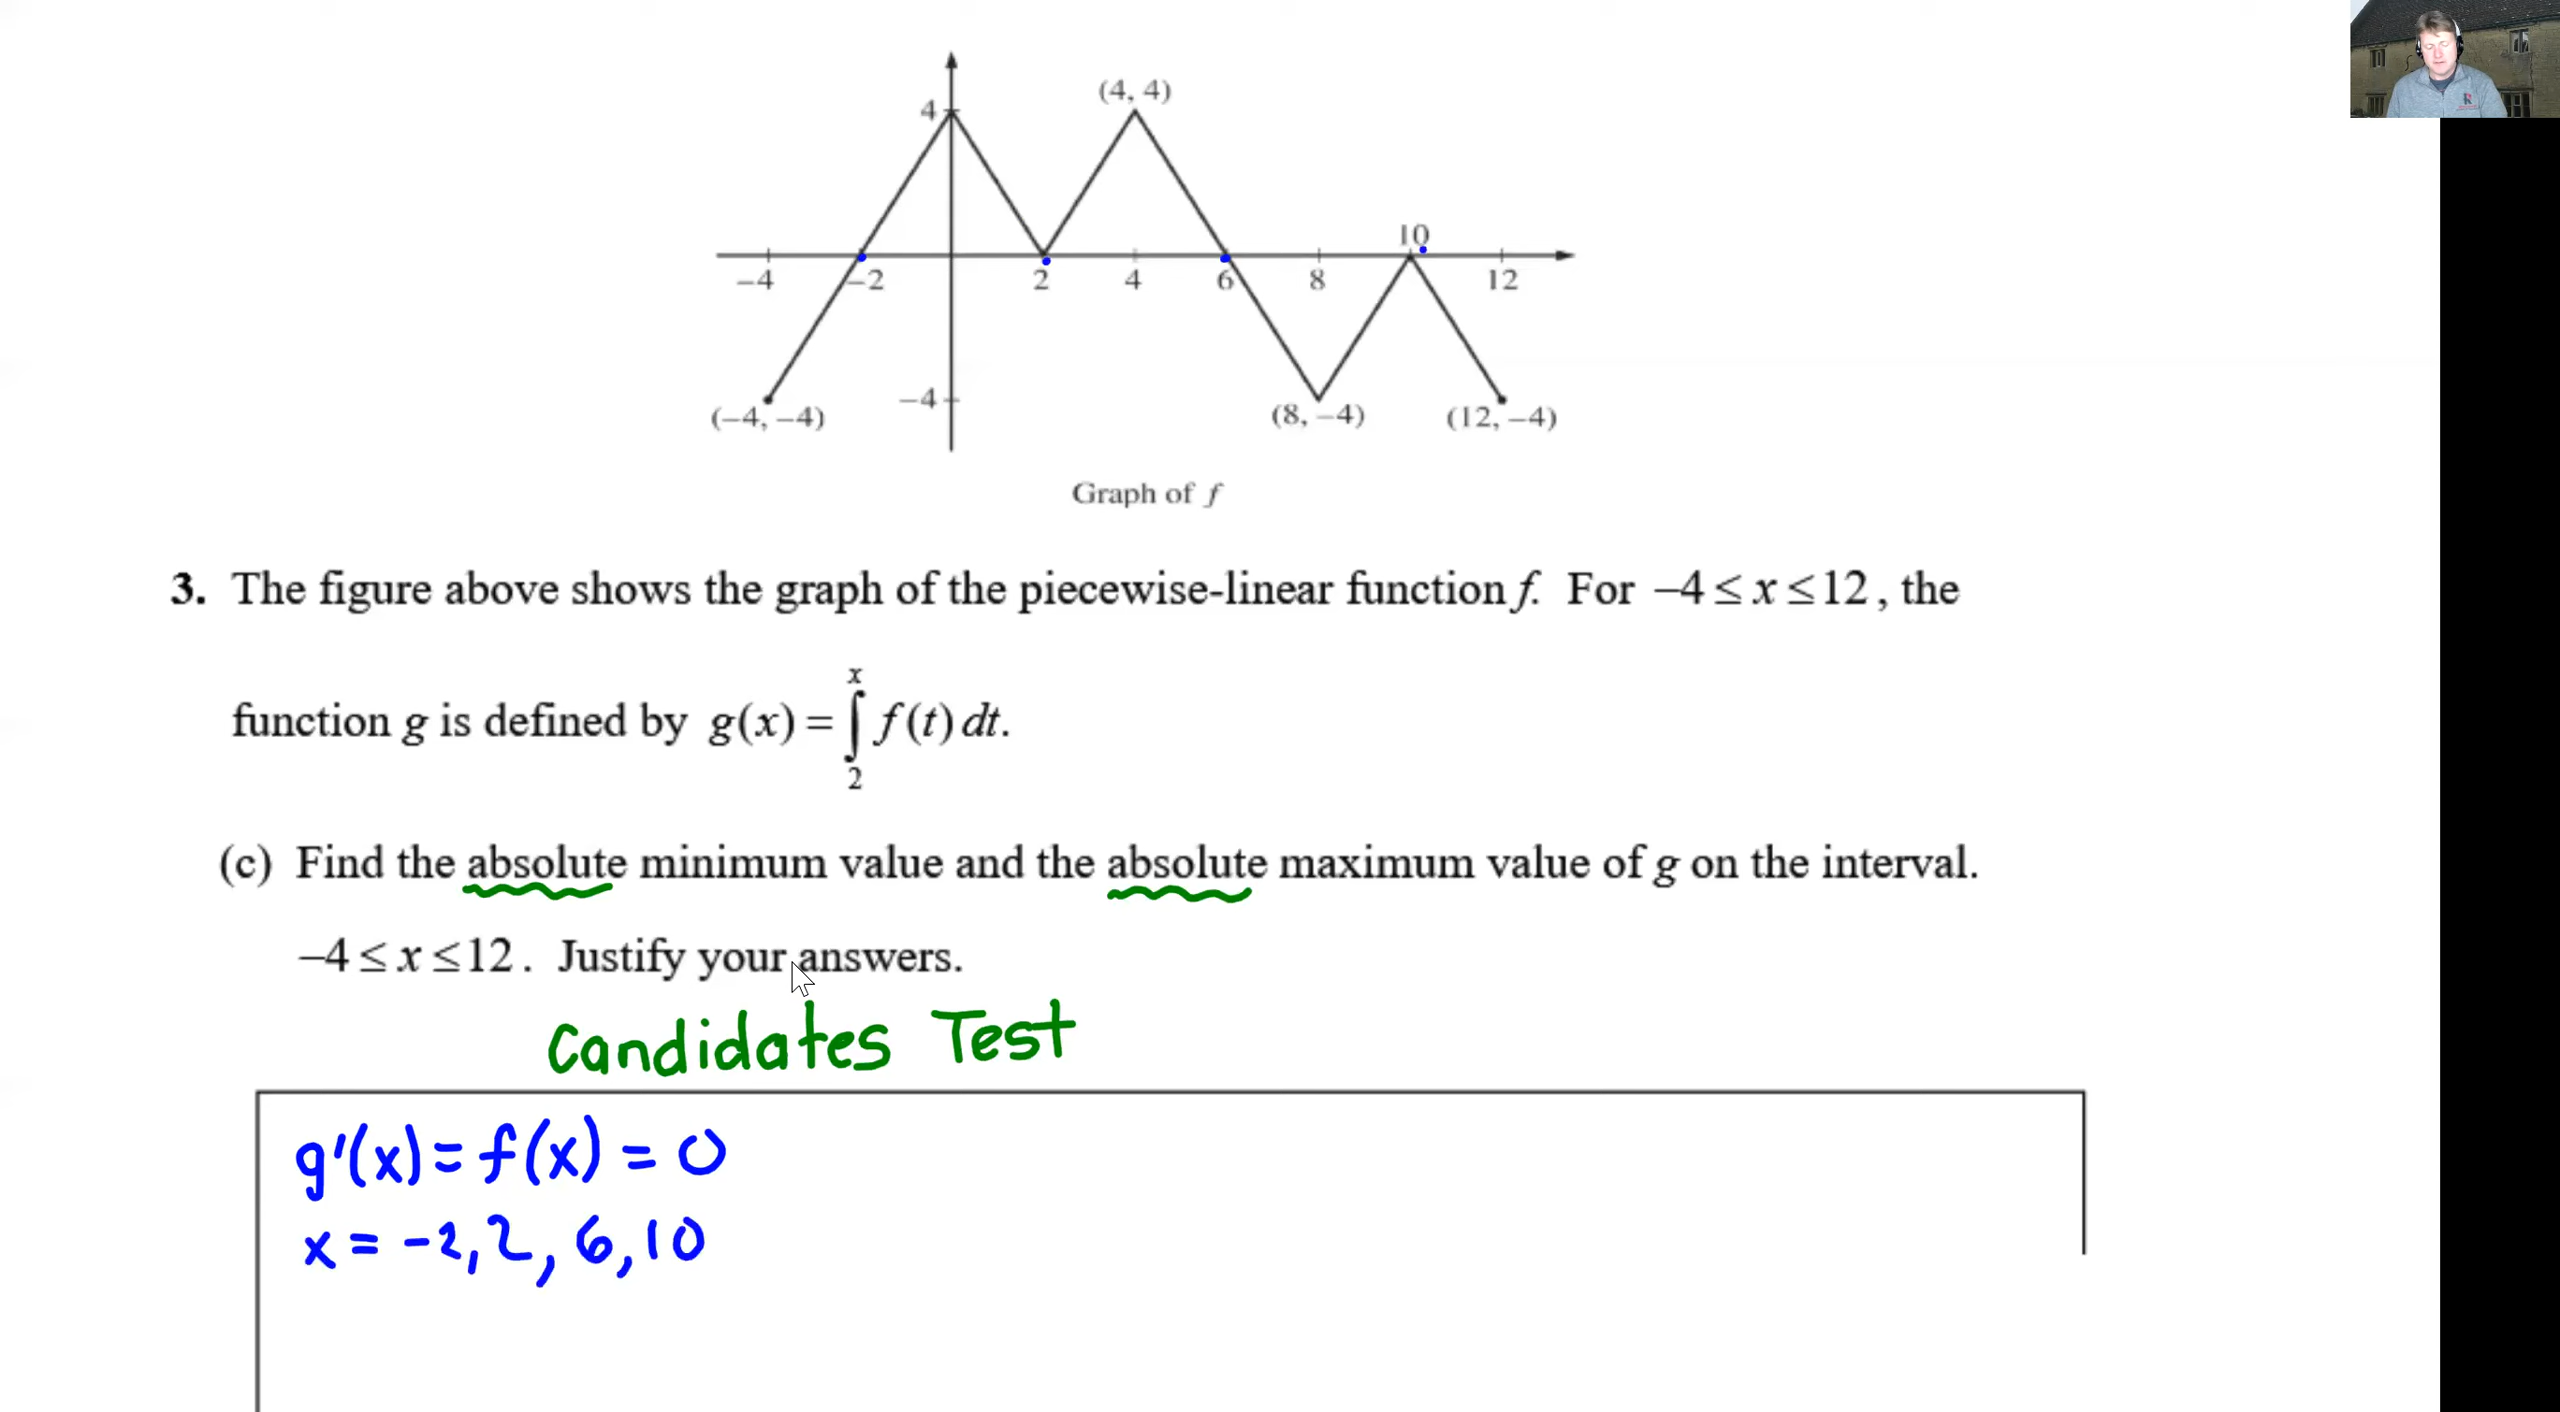 (4, 4)
4
10
−4 −2 2 4 6 8 12
−4
(−4, −4) (8, −4) (12, −4)
Graph of f
3. The figure above shows the graph of the piecewise-linear function f. For −4 ≤ x ≤ 12, the
function g is defined by g(x) = ∫₂ˣ f(t) dt.
(c) Find the absolute minimum value and the absolute maximum value of g on the interval.
−4 ≤ x ≤ 12. Justify your answers.
Candidates Test
g'(x) = f(x) = 0
x = -2, 2, 6, 10